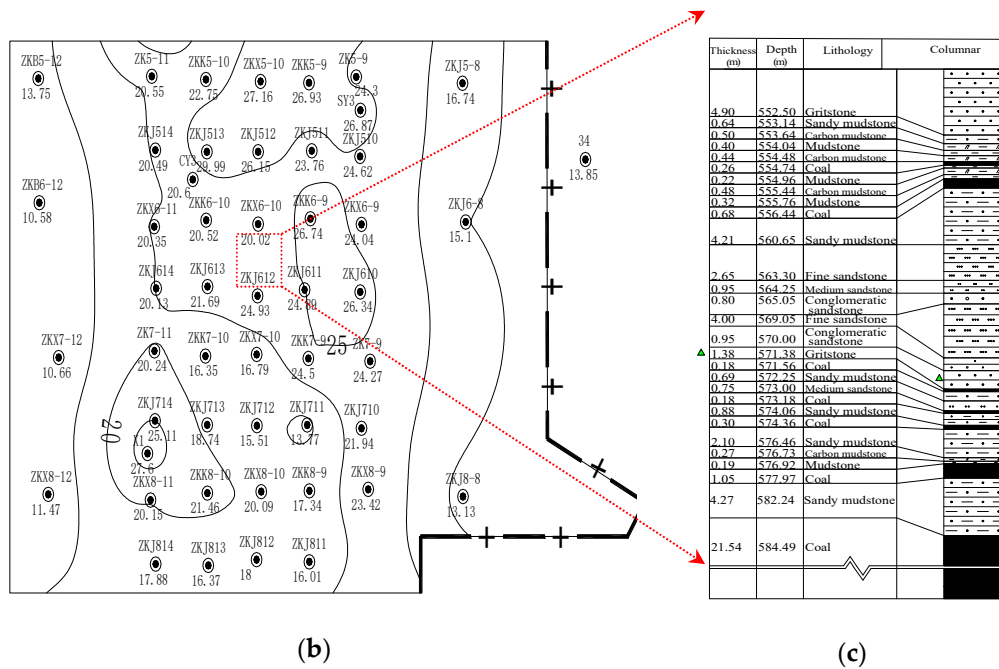 ZKB5-12
13.75
ZK5-11
20.55
ZKK5-10
22.75
ZKX5-10
27.16
ZKK5-9
26.93
ZK5-9
24.3
ZKJ5-8
16.74
SY3
26.87
ZKJ514
20.49
ZKJ513
29.99
ZKJ512
26.15
ZKJ511
23.76
ZKJ510
24.62
34
13.85
CY3
20.6
ZKB6-12
10.58
ZKX6-11
20.35
ZKK6-10
20.52
ZKX6-10
20.02
ZKK6-9
26.74
ZKX6-9
24.04
ZKJ6-8
15.1
ZKJ614
20.13
ZKJ613
21.69
ZKJ612
24.93
ZKJ611
24.89
ZKJ610
26.34
ZKX7-12
10.66
ZK7-11
20.24
ZKK7-10
16.35
ZKX7-10
16.79
ZKK7-9
24.5
25
ZK7-9
24.27
20
ZKJ714
25.11
ZKJ713
18.74
ZKJ712
15.51
ZKJ711
13.77
ZKJ710
21.94
X1
27.6
ZKX8-12
11.47
ZKX8-11
20.15
ZKK8-10
21.46
ZKX8-10
20.09
ZKK8-9
17.34
ZKX8-9
23.42
ZKJ8-8
13.13
ZKJ814
17.88
ZKJ813
16.37
ZKJ812
18
ZKJ811
16.01
(b)
Thickness (m) Depth (m) Lithology Columnar
4.90 552.50 Gritstone
0.64 553.14 Sandy mudstone
0.50 553.64 Carbon mudstone
0.40 554.04 Mudstone
0.44 554.48 Carbon mudstone
0.26 554.74 Coal
0.22 554.96 Mudstone
0.48 555.44 Carbon mudstone
0.32 555.76 Mudstone
0.68 556.44 Coal
4.21 560.65 Sandy mudstone
2.65 563.30 Fine sandstone
0.95 564.25 Medium sandstone
0.80 565.05 Conglomeratic sandstone
4.00 569.05 Fine sandstone
0.95 570.00 Conglomeratic sandstone
1.38 571.38 Gritstone
0.18 571.56 Coal
0.69 572.25 Sandy mudstone
0.75 573.00 Medium sandstone
0.18 573.18 Coal
0.88 574.06 Sandy mudstone
0.30 574.36 Coal
2.10 576.46 Sandy mudstone
0.27 576.73 Carbon mudstone
0.19 576.92 Mudstone
1.05 577.97 Coal
4.27 582.24 Sandy mudstone
21.54 584.49 Coal
(c)